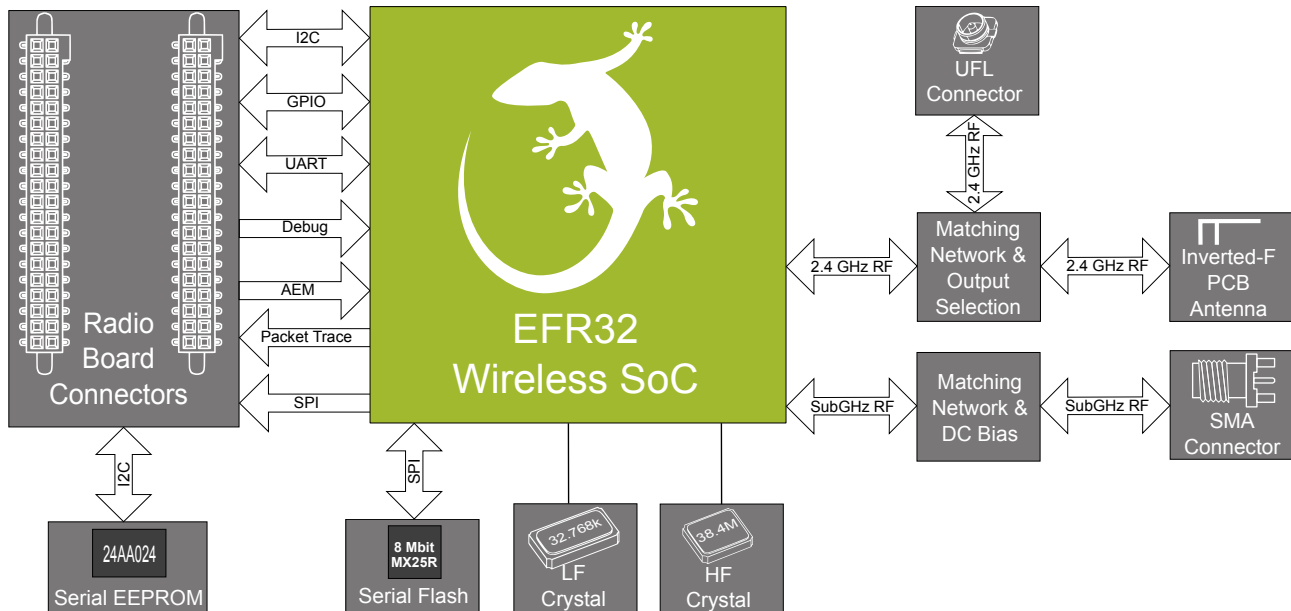 I2C
GPIO
UART
Debug
AEM
Packet Trace
SPI
Radio
Board
Connectors
EFR32
Wireless SoC
UFL
Connector
2.4 GHz RF
2.4 GHz RF
Matching
Network &
Output
Selection
2.4 GHz RF
Inverted-F
PCB
Antenna
SubGHz RF
Matching
Network &
DC Bias
SubGHz RF
SMA
Connector
I2C
24AA024
Serial EEPROM
SPI
8 Mbit
MX25R
Serial Flash
32.768k
LF
Crystal
38.4M
HF
Crystal